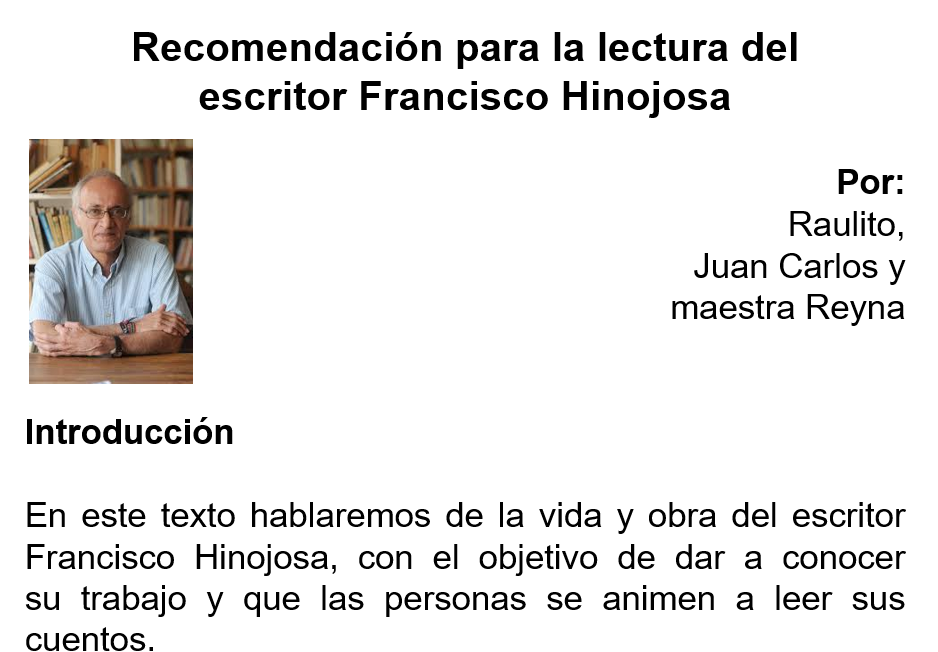 Recomendación para la lectura del
escritor Francisco Hinojosa
Por:
Raulito,
Juan Carlos y
maestra Reyna
Introducción
En este texto hablaremos de la vida y obra del escritor
Francisco Hinojosa, con el objetivo de dar a conocer
su trabajo y que las personas se animen a leer sus
cuentos.